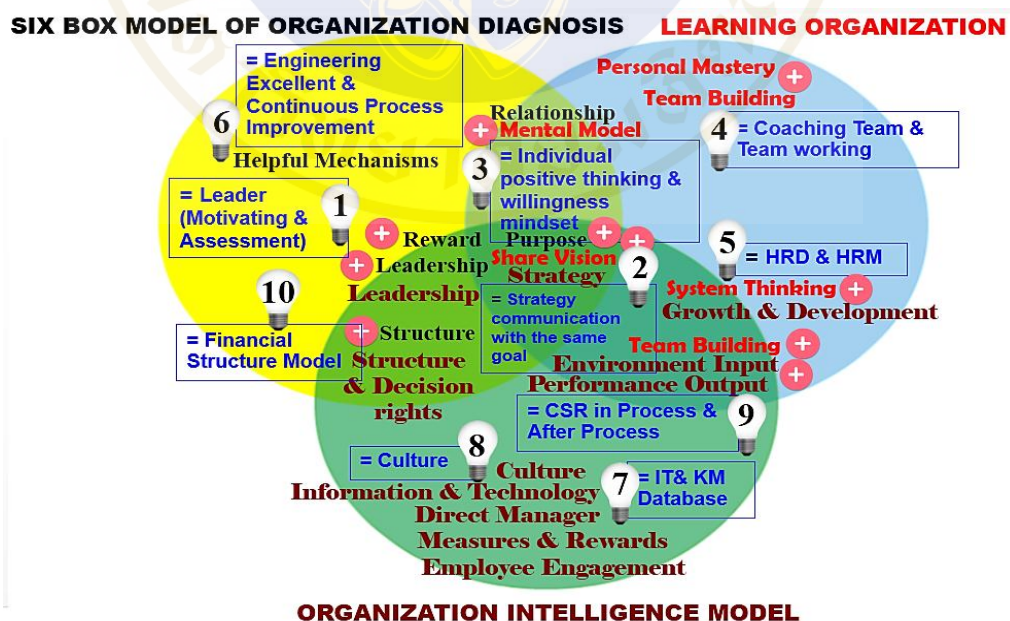 SIX BOX MODEL OF ORGANIZATION DIAGNOSIS
LEARNING ORGANIZATION
6
= Engineering
Excellent &
Continuous Process
Improvement
Helpful Mechanisms
Relationship
+ Mental Model
3
= Individual
positive thinking &
willingness
mindset
Personal Mastery +
Team Building
4
= Coaching Team &
Team working
= Leader
(Motivating &
Assessment)
1
+ Reward
+ Leadership
Leadership
Purpose + +
Share Vision
Strategy
2
= Strategy
communication
with the same
goal
5
= HRD & HRM
System Thinking +
Growth & Development
10
= Financial
Structure Model
+ Structure
Structure
& Decision
rights
Team Building +
Environment Input
Performance Output +
= CSR in Process &
After Process
9
8
= Culture
Culture
Information & Technology
Direct Manager
Measures & Rewards
Employee Engagement
7
= IT& KM
Database
ORGANIZATION INTELLIGENCE MODEL